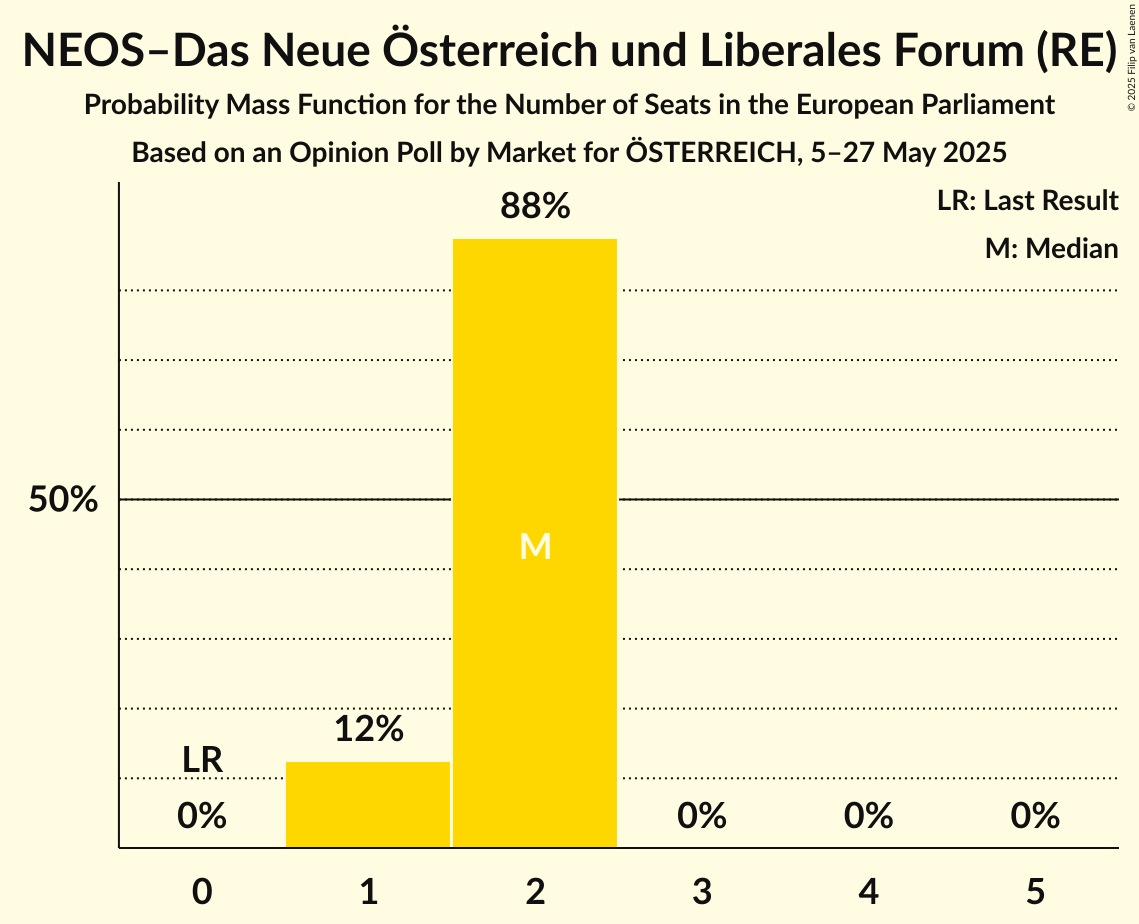 NEOS–Das Neue Österreich und Liberales Forum (RE)
Probability Mass Function for the Number of Seats in the European Parliament
Based on an Opinion Poll by Market for ÖSTERREICH, 5–27 May 2025
© 2025 Filip van Laenen
LR: Last Result
M: Median
88%
50%
M
12%
LR
0%
0%
0%
0%
0 1 2 3 4 5